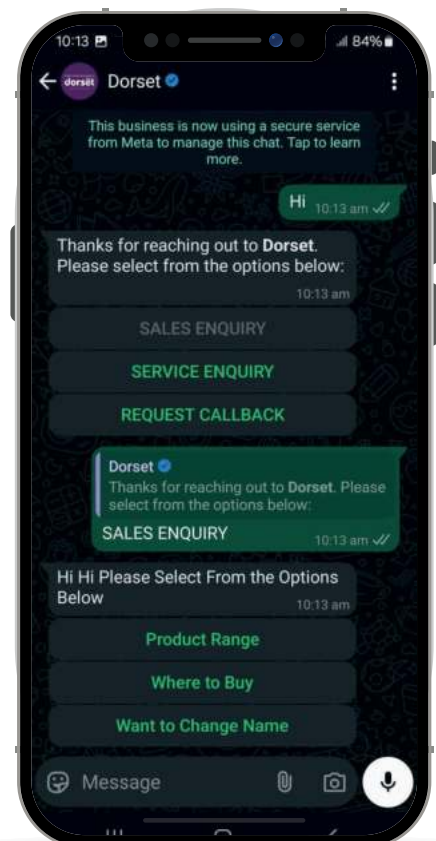 10:13
84%
dorsët
Dorset
This business is now using a secure service
from Meta to manage this chat. Tap to learn
more.
Hi
10:13 am
Thanks for reaching out to Dorset.
Please select from the options below:
10:13 am
SALES ENQUIRY
SERVICE ENQUIRY
REQUEST CALLBACK
Dorset
Thanks for reaching out to Dorset. Please
select from the options below:
SALES ENQUIRY
10:13 am
Hi Hi Please Select From the Options
Below
10:13 am
Product Range
Where to Buy
Want to Change Name
Message